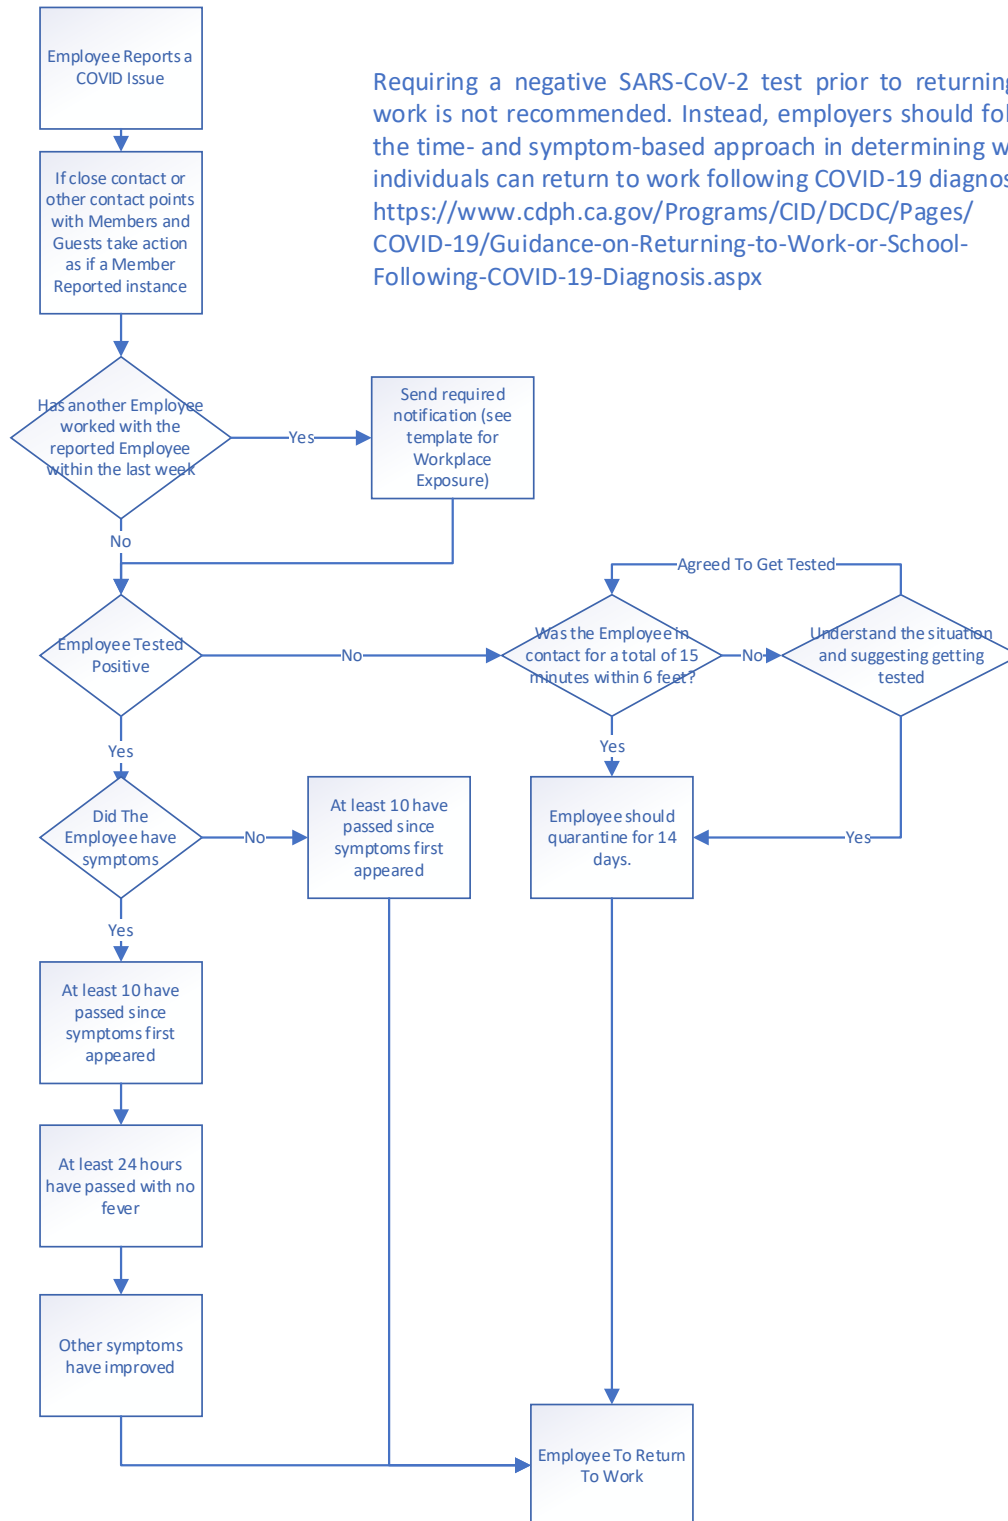 Employee Reports a
COVID Issue
Requiring a negative SARS-CoV-2 test prior to returning
work is not recommended. Instead, employers should fol
the time- and symptom-based approach in determining w
individuals can return to work following COVID-19 diagnos
https://www.cdph.ca.gov/Programs/CID/DCDC/Pages/
COVID-19/Guidance-on-Returning-to-Work-or-School-
Following-COVID-19-Diagnosis.aspx
If close contact or
other contact points
with Members and
Guests take action
as if a Member
Reported instance
Has another Employee
worked with the
reported Employee
within the last week
Yes
Send required
notification (see
template for
Workplace
Exposure)
No
Agreed To Get Tested
Employee Tested
Positive
No
Was the Employee in
contact for a total of 15
minutes within 6 feet?
No
Understand the situation
and suggesting getting
tested
Yes
Yes
Did The
Employee have
symptoms
No
At least 10 have
passed since
symptoms first
appeared
Employee should
quarantine for 14
days.
Yes
Yes
At least 10 have
passed since
symptoms first
appeared
At least 24 hours
have passed with no
fever
Other symptoms
have improved
Employee To Return
To Work